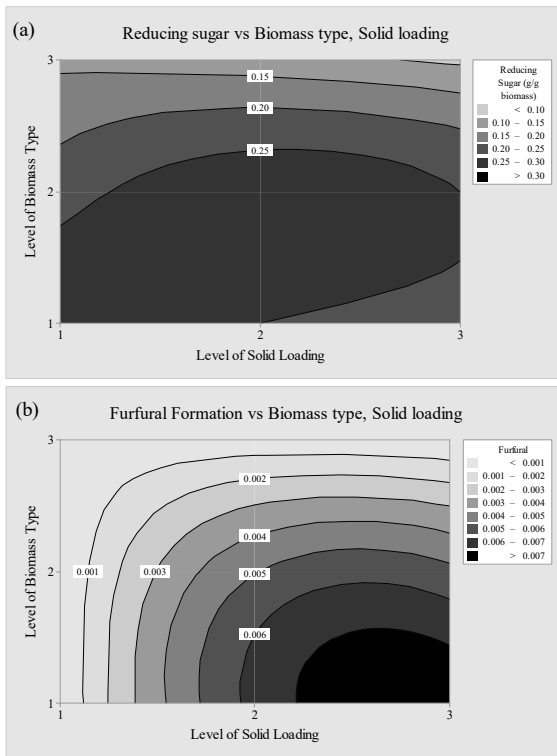 (a)
Reducing sugar vs Biomass type, Solid loading
3
2
1
Level of Biomass Type
0.15
0.20
0.25
1 2 3
Level of Solid Loading
Reducing
Sugar (g/g
biomass)
< 0.10
0.10 – 0.15
0.15 – 0.20
0.20 – 0.25
0.25 – 0.30
> 0.30
(b)
Furfural Formation vs Biomass type, Solid loading
3
2
1
Level of Biomass Type
0.002
0.004
0.001
0.003
0.005
0.006
1 2 3
Level of Solid Loading
Furfural
< 0.001
0.001 – 0.002
0.002 – 0.003
0.003 – 0.004
0.004 – 0.005
0.005 – 0.006
0.006 – 0.007
> 0.007